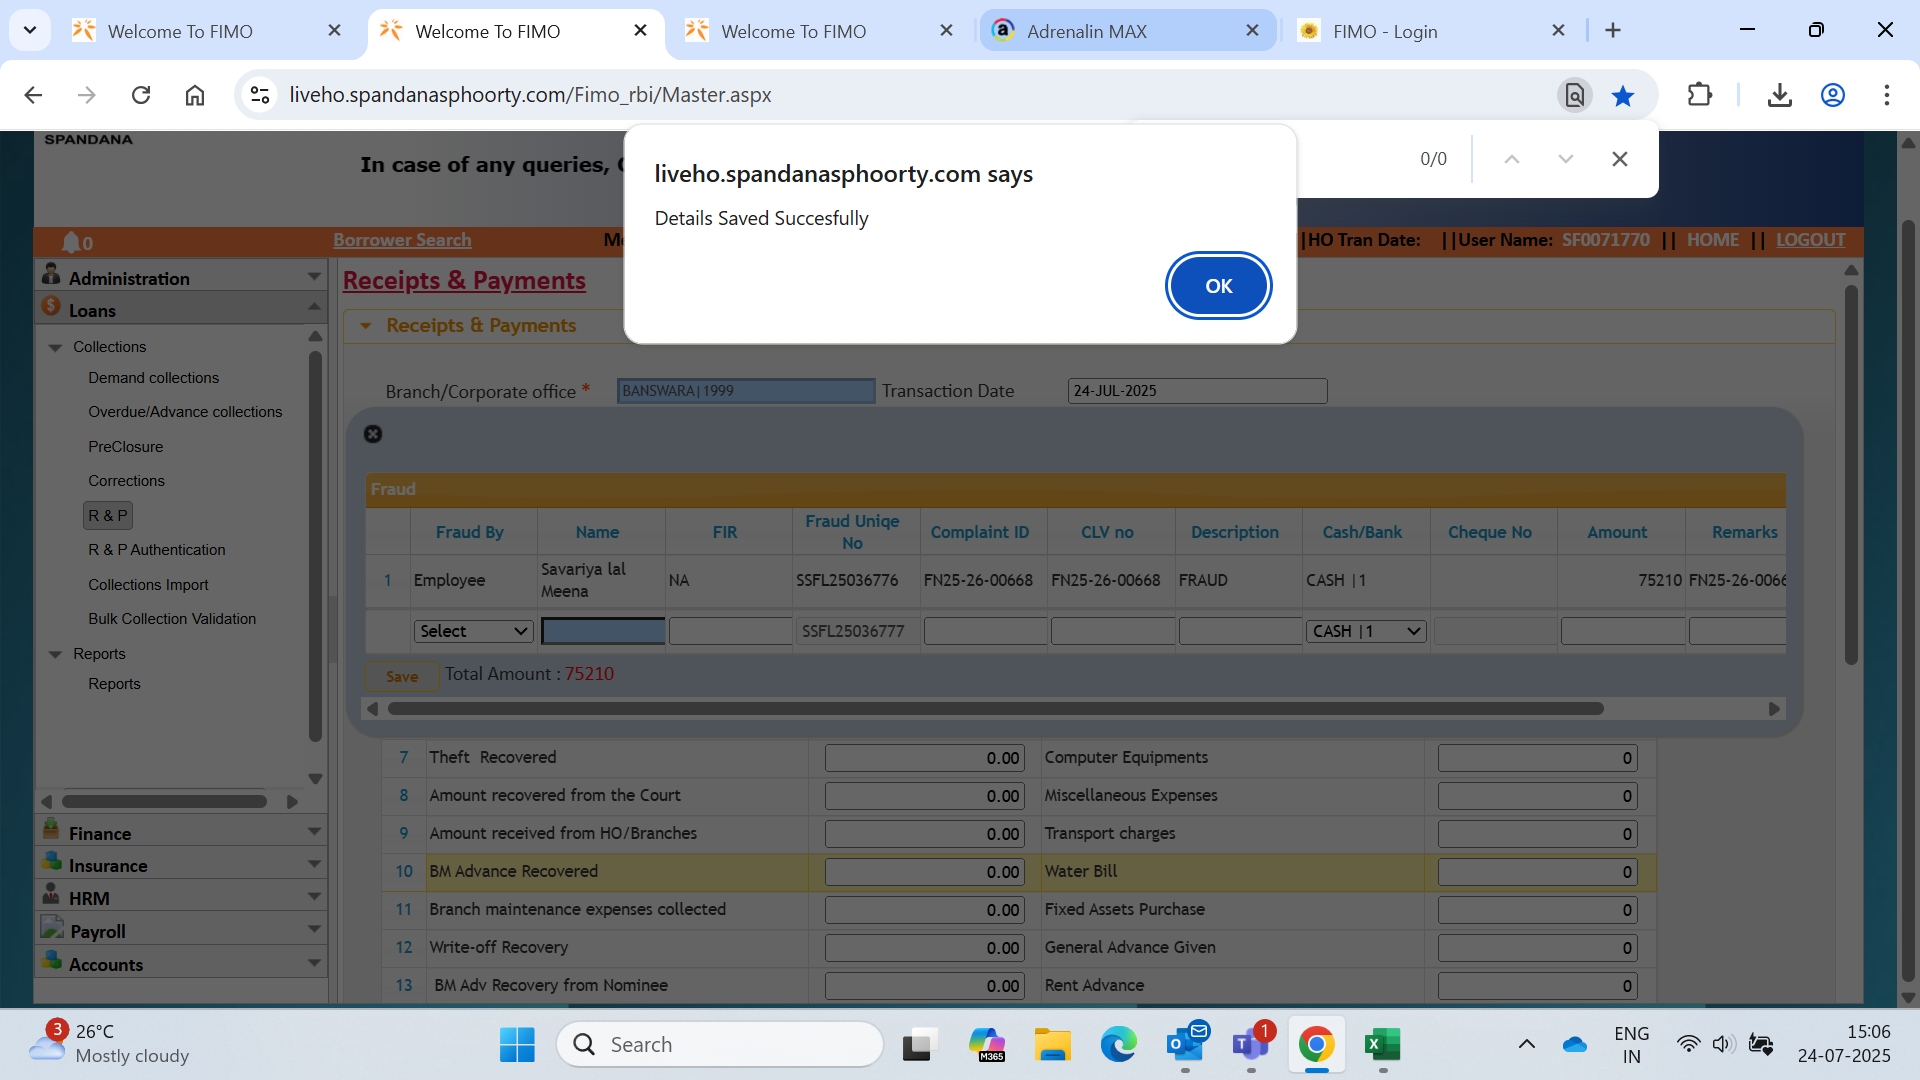 Welcome To FIMO
Welcome To FIMO
Welcome To FIMO
Adrenalin MAX
FIMO - Login
liveho.spandanasphoorty.com/Fimo_rbi/Master.aspx
SPANDANA
In case of any queries,
0/0
liveho.spandanasphoorty.com says
Details Saved Succesfully
OK
0
Borrower Search
HO Tran Date: ||User Name: SF0071770 || HOME || LOGOUT
Administration
Loans
Collections
Demand collections
Overdue/Advance collections
PreClosure
Corrections
R & P
R & P Authentication
Collections Import
Bulk Collection Validation
Reports
Reports
Finance
Insurance
HRM
Payroll
Accounts
Receipts & Payments
Receipts & Payments
Branch/Corporate office * BANSWARA|1999 Transaction Date 24-JUL-2025
Fraud
Fraud By Name FIR Fraud Uniqe No Complaint ID CLV no Description Cash/Bank Cheque No Amount Remarks
1 Employee Savariya lal Meena NA SSFL25036776 FN25-26-00668 FN25-26-00668 FRAUD CASH |1 75210 FN25-26-0066
Select SSFL25036777 CASH |1
Save Total Amount : 75210
7 Theft Recovered 0.00 Computer Equipments 0
8 Amount recovered from the Court 0.00 Miscellaneous Expenses 0
9 Amount received from HO/Branches 0.00 Transport charges 0
10 BM Advance Recovered 0.00 Water Bill 0
11 Branch maintenance expenses collected 0.00 Fixed Assets Purchase 0
12 Write-off Recovery 0.00 General Advance Given 0
13 BM Adv Recovery from Nominee 0.00 Rent Advance 0
3
26°C
Mostly cloudy
Search
M365
1
ENG
IN
15:06
24-07-2025